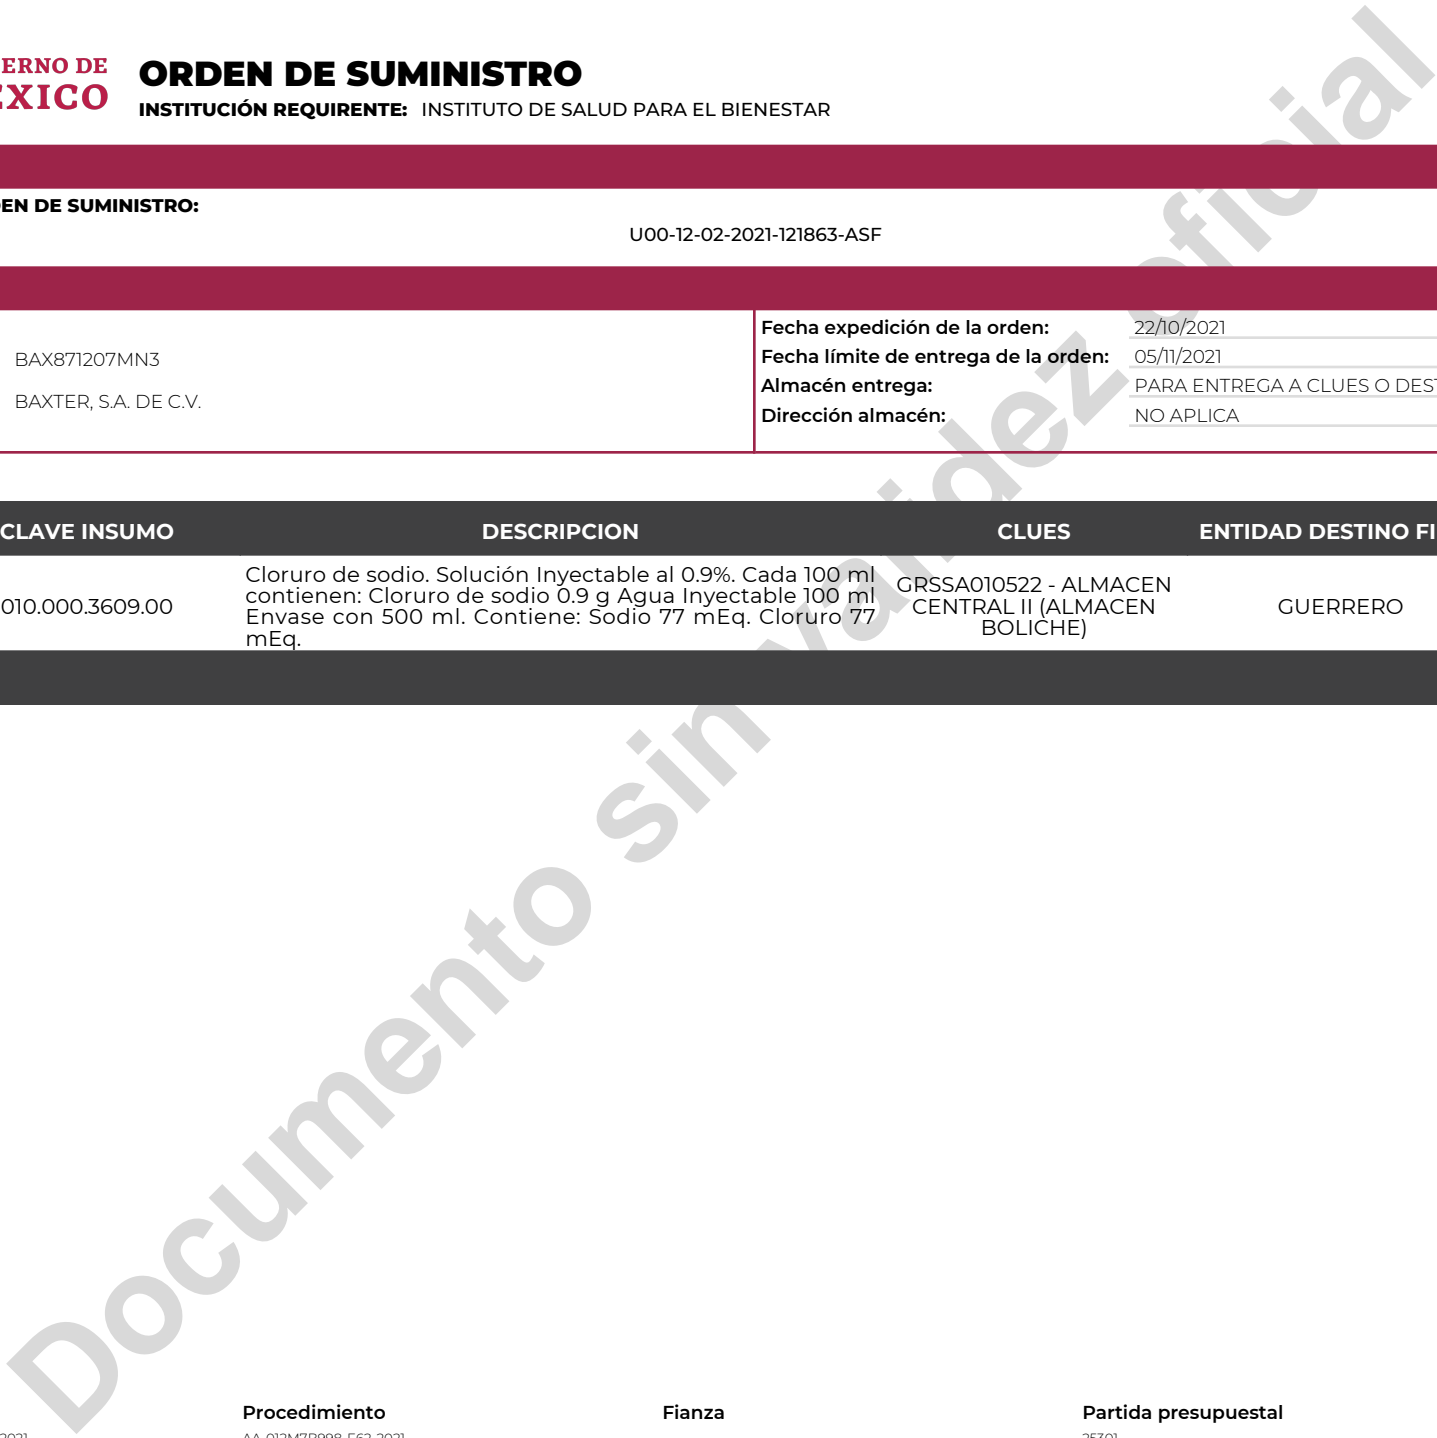 ERNO DE
ÉXICO
ORDEN DE SUMINISTRO
INSTITUCIÓN REQUIRENTE: INSTITUTO DE SALUD PARA EL BIENESTAR
EN DE SUMINISTRO:
U00-12-02-2021-121863-ASF
BAX871207MN3
BAXTER, S.A. DE C.V.
Fecha expedición de la orden: 22/10/2021
Fecha límite de entrega de la orden: 05/11/2021
Almacén entrega: PARA ENTREGA A CLUES O DEST
Dirección almacén: NO APLICA
CLAVE INSUMO DESCRIPCION CLUES ENTIDAD DESTINO FI
010.000.3609.00
Cloruro de sodio. Solución Inyectable al 0.9%. Cada 100 ml
contienen: Cloruro de sodio 0.9 g Agua Inyectable 100 ml
Envase con 500 ml. Contiene: Sodio 77 mEq. Cloruro 77
mEq.
GRSSA010522 - ALMACEN
CENTRAL II (ALMACEN
BOLICHE)
GUERRERO
Documento sin validez oficial
Procedimiento Fianza Partida presupuestal